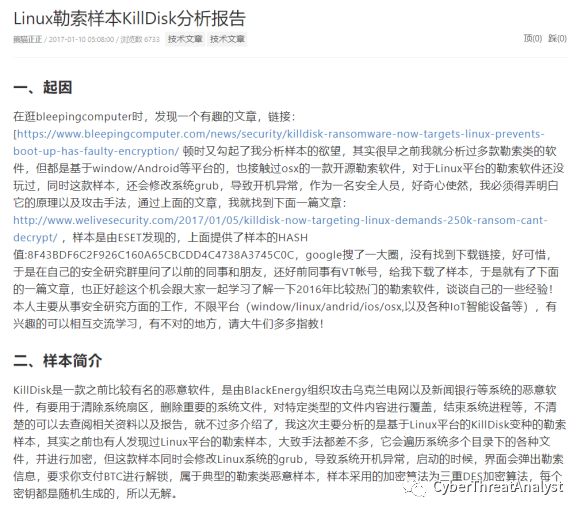 Linux勒索样本KillDisk分析报告
熊猫正正 / 2017-01-10 05:08:00 / 浏览数 6733 技术文章 技术文章 顶(0) 踩(0)
一、起因
在逛bleepingcomputer时，发现一个有趣的文章，链接：
[https://www.bleepingcomputer.com/news/security/killdisk-ransomware-now-targets-linux-prevents-
boot-up-has-faulty-encryption/ 顿时又勾起了我分析样本的欲望，其实很早之前我就分析过多款勒索类的软
件，但都是基于window/Android等平台的，也接触过osx的一款开源勒索软件，对于Linux平台的勒索软件还没
玩过，同时这款样本，还会修改系统grub，导致开机异常，作为一名安全人员，好奇心使然，我必须得弄明白
它的原理以及攻击手法，通过上面的文章，我就找到下面一篇文章：
http://www.welivesecurity.com/2017/01/05/killdisk-now-targeting-linux-demands-250k-ransom-cant-
decrypt/ ，样本是由ESET发现的，上面提供了样本的HASH
值:8F43BDF6C2F926C160A65CBCDD4C4738A3745C0C，google搜了一大圈，没有找到下载链接，好可惜，
于是在自己的安全研究群里问了以前的同事和朋友，还好前同事有VT帐号，给我下载了样本，于是就有了下面
的一篇文章，也正好趁这个机会跟大家一起学习了解一下2016年比较热门的勒索软件，谈谈自己的一些经验！
本人主要从事安全研究方面的工作，不限平台（window/linux/andrid/ios/osx,以及各种IoT智能设备等），有
兴趣的可以相互交流学习，有不对的地方，请大牛们多多指教！
二、样本简介
KillDisk是一款之前比较有名的恶意软件，是由BlackEnergy组织攻击乌克兰电网以及新闻银行等系统的恶意软
件，有要用于清除系统扇区，删除重要的系统文件，对特定类型的文件内容进行覆盖，结束系统进程等，不清
楚的可以去查阅相关资料以及报告，就不过多介绍了，我这次主要分析的是基于Linux平台的KillDisk变种的勒索
样本，其实之前也有人发现过Linux平台的勒索样本，大致手法都差不多，它会遍历系统多个目录下的各种文
件，并进行加密，但这款样本同时会修改Linux系统的grub，导致系统开机异常，启动的时候，界面会弹出勒索
信息，要求你支付BTC进行解锁，属于典型的勒索类恶意样本，样本采用的加密算法为三重DES加密算法，每个
密钥都是随机生成的，所以无解。
CyberThreatAnalyst